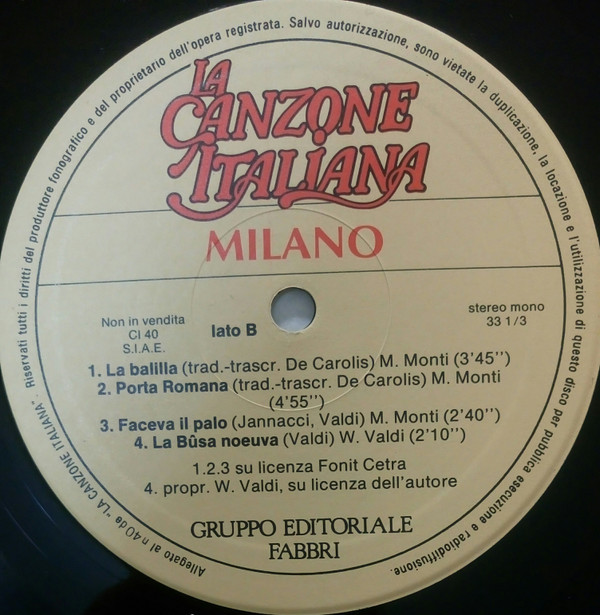 Riservati tutti i diritti del produttore fonografico e del proprietario dell'opera registrata. Salvo autorizzazione, sono vietate la duplicazione, la locazione e l'utilizzazione di questo disco per pubblica esecuzione e radiodiffusione.
LA
CANZONE
ITALIANA
MILANO
Non in vendita
CI 40
S.I.A.E.
lato B
stereo mono
33 1/3
1. La balilla (trad.-trascr. De Carolis) M. Monti (3'45'')
2. Porta Romana (trad.-trascr. De Carolis) M. Monti
(4'55'')
3. Faceva il palo (Jannacci, Valdi) M. Monti (2'40'')
4. La Bûsa noeuva (Valdi) W. Valdi (2'10'')
1.2.3 su licenza Fonit Cetra
4. propr. W. Valdi, su licenza dell'autore
GRUPPO EDITORIALE
FABBRI
Allegato al n. 40 de "LA CANZONE ITALIANA"